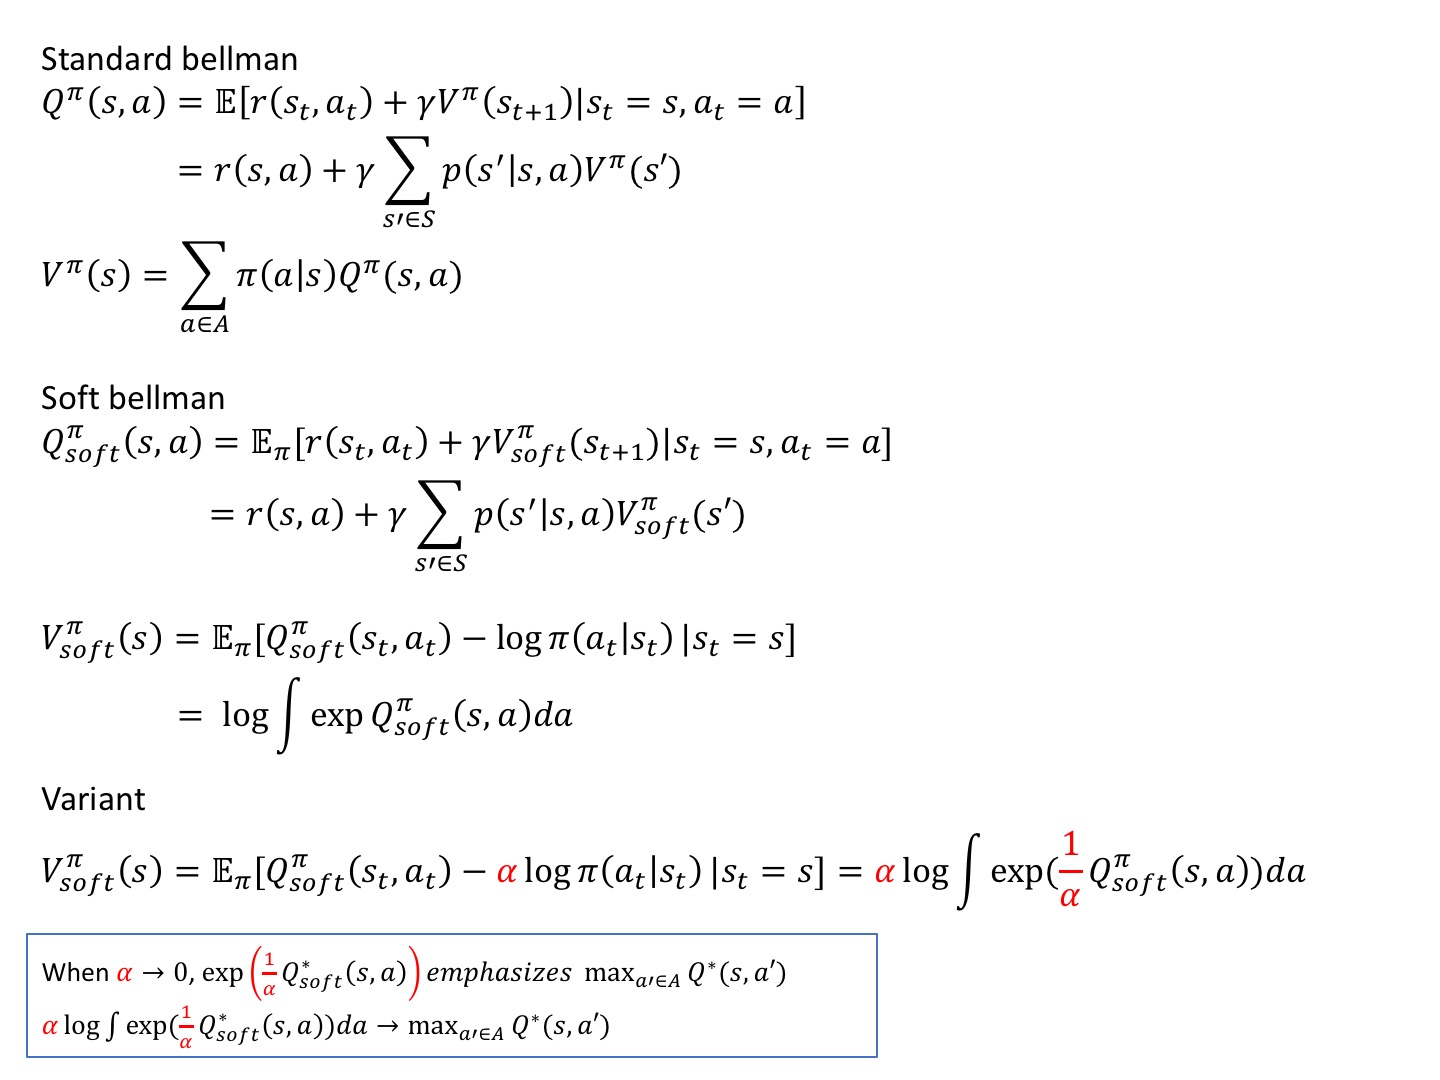 Standard bellman
Q^π(s, a) = 𝔼[r(s_t, a_t) + γV^π(s_{t+1})|s_t = s, a_t = a]
= r(s, a) + γ ∑_{s′∈S} p(s′|s, a)V^π(s′)
V^π(s) = ∑_{a∈A} π(a|s)Q^π(s, a)
Soft bellman
Q^π_{soft}(s, a) = 𝔼_π[r(s_t, a_t) + γV^π_{soft}(s_{t+1})|s_t = s, a_t = a]
= r(s, a) + γ ∑_{s′∈S} p(s′|s, a)V^π_{soft}(s′)
V^π_{soft}(s) = 𝔼_π[Q^π_{soft}(s_t, a_t) − log π(a_t|s_t) |s_t = s]
= log ∫ exp Q^π_{soft}(s, a)da
Variant
V^π_{soft}(s) = 𝔼_π[Q^π_{soft}(s_t, a_t) − α log π(a_t|s_t) |s_t = s] = α log ∫ exp(1/α Q^π_{soft}(s, a))da
When α → 0, exp (1/α Q^*_{soft}(s, a)) emphasizes max_{a′∈A} Q^*(s, a′)
α log ∫ exp(1/α Q^*_{soft}(s, a))da → max_{a′∈A} Q^*(s, a′)